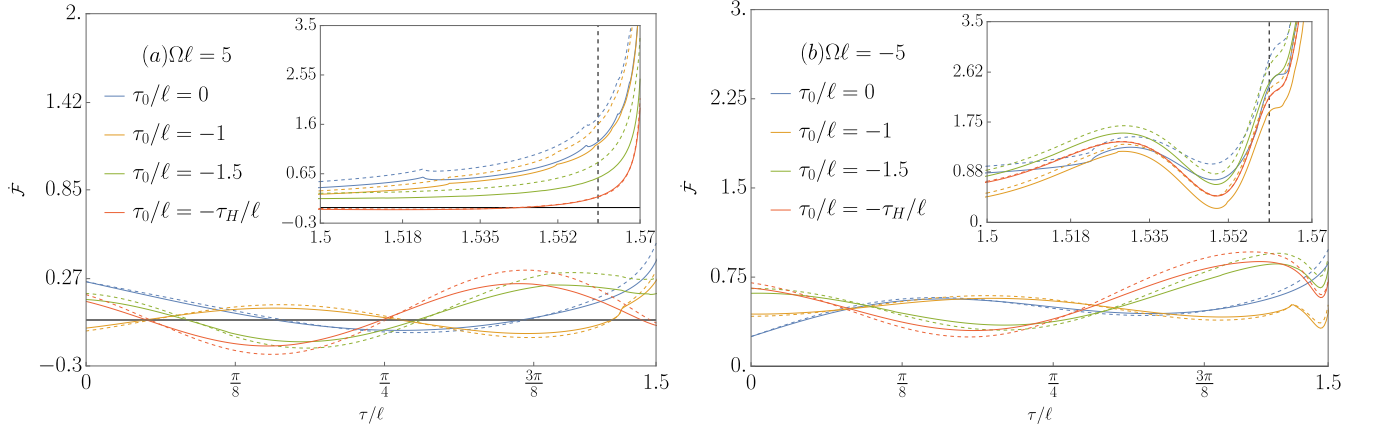 2.
1.42
0.85
0.27
−0.3
Ḟ
(a)Ωℓ = 5
τ₀/ℓ = 0
τ₀/ℓ = −1
τ₀/ℓ = −1.5
τ₀/ℓ = −τ_H/ℓ
3.5
2.55
1.6
0.65
−0.3
Ḟ
1.5 1.518 1.535 1.552 1.57
0 π/8 π/4 3π/8 1.5
τ/ℓ
3.
2.25
1.5
0.75
0.
Ḟ
(b)Ωℓ = −5
τ₀/ℓ = 0
τ₀/ℓ = −1
τ₀/ℓ = −1.5
τ₀/ℓ = −τ_H/ℓ
3.5
2.62
1.75
0.88
0.
Ḟ
1.5 1.518 1.535 1.552 1.57
0 π/8 π/4 3π/8 1.5
τ/ℓ